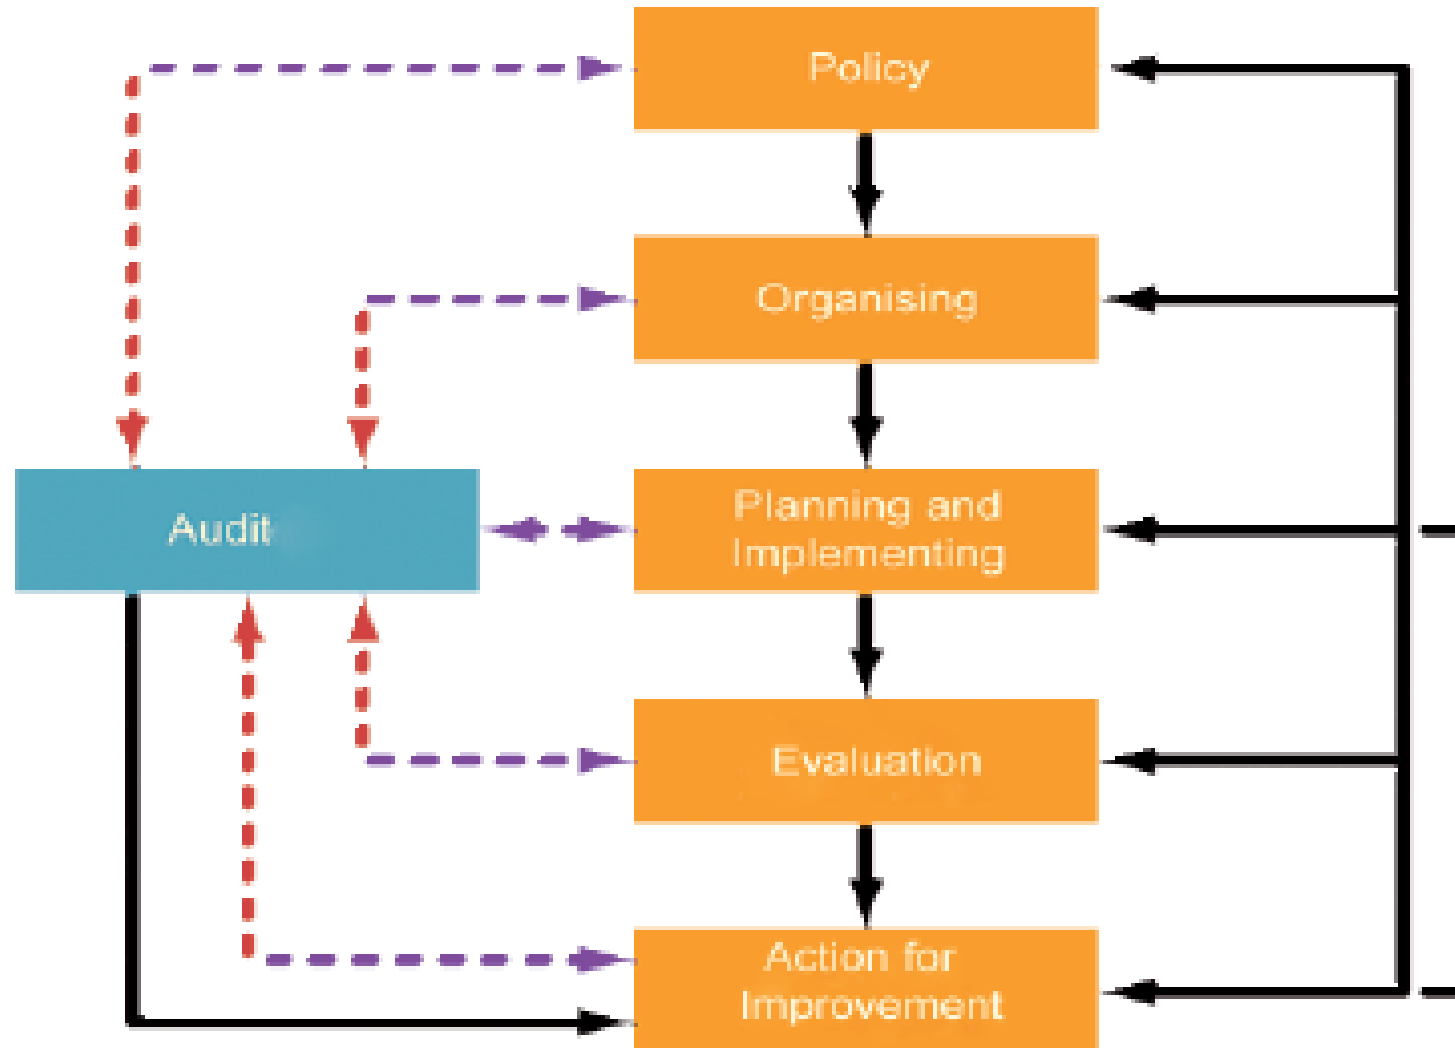 Policy
Organising
Audit
Planning and
Implementing
Evaluation
Action for
Improvement